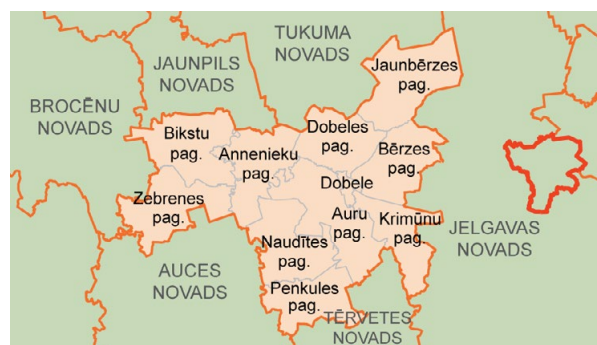 TUKUMA
NOVADS
JAUNPILS
NOVADS
Jaunbērzes
pag.
BROCĒNU
NOVADS
Bikstu
pag.
Annenieku
pag.
Dobeles
pag.
Bērzes
pag.
Dobele
Zebrenes
pag.
Auru
pag.
Krimūnu
pag.
JELGAVAS
NOVADS
Naudītes
pag.
AUCES
NOVADS
Penkules
pag.
TĒRVETES
NOVADS